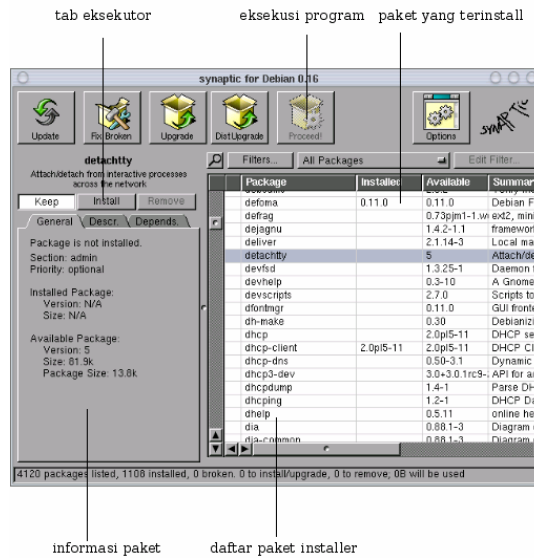 tab eksekutor
eksekusi program
paket yang terinstall
synaptic for Debian 0.16
Update
Fix Broken
Upgrade
Dist Upgrade
Proceed!
Options
SYNAPTIC
detachtty
Attach/detach from interactive processes
across the network
Keep
Install
Remove
General
Descr.
Depends.
Package is not installed.
Section: admin
Priority: optional
Installed Package:
Version: N/A
Size: N/A
Available Package:
Version: 5
Size: 81.9k
Package Size: 13.8k
Filters...
All Packages
Edit Filter...
Package Installed Available Summar
defoma 0.11.0 0.11.0 Debian F
defrag 0.73pjm1-1.w ext2, mini
dejagnu 1.4.2-1.1 framewor
deliver 2.1.14-3 Local ma
detachtty 5 Attach/de
devfsd 1.3.25-1 Daemon
devhelp 0.3-10 A Gnome
devscripts 2.7.0 Scripts to
dfontmgr 0.11.0 GUI fronte
dh-make 0.30 Debianizi
dhcp 2.0pl5-11 DHCP se
dhcp-client 2.0pl5-11 2.0pl5-11 DHCP Cl
dhcp-dns 0.50-3.1 Dynamic
dhcp3-dev 3.0+3.0.1rc9- API for a
dhcpdump 1.4-1 Parse DH
dhcping 1.2-1 DHCP Da
dhelp 0.5.11 online he
dia 0.88.1-3 Diagram
dia-common 0.88.1-3 Diagram
4120 packages listed, 1108 installed, 0 broken. 0 to install/upgrade, 0 to remove; 0B will be used
informasi paket
daftar paket installer